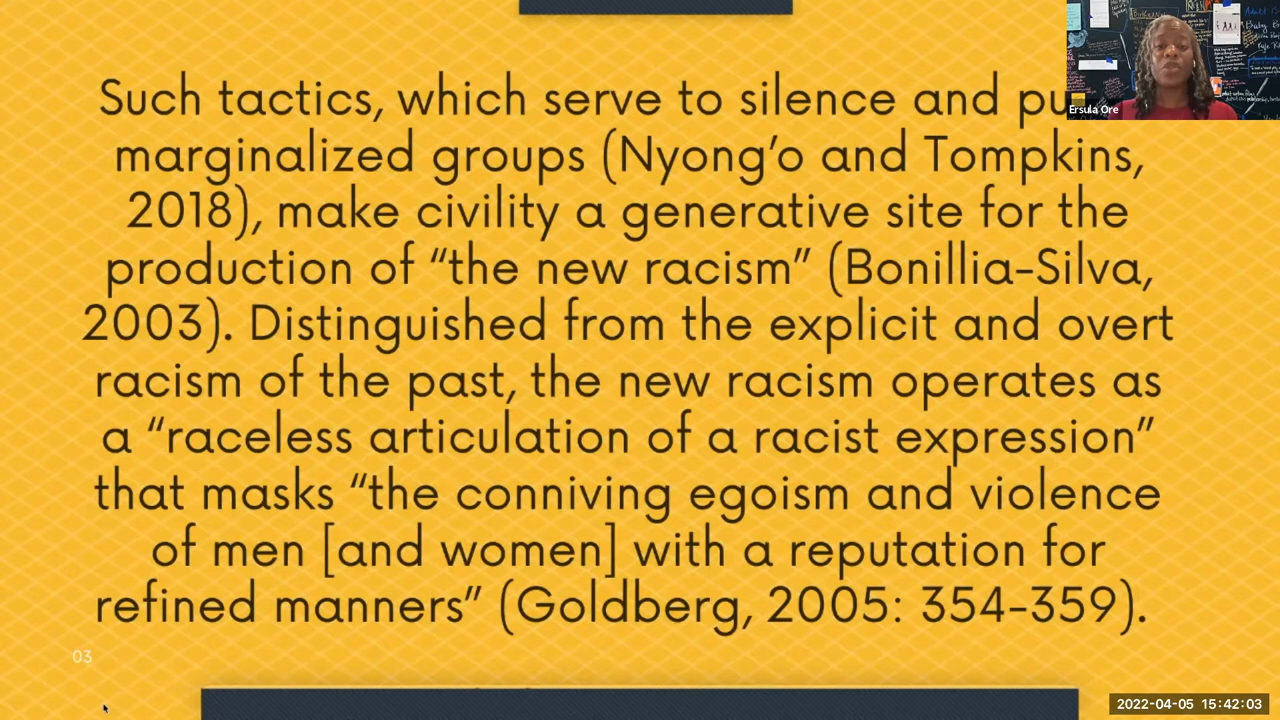 Such tactics, which serve to silence and
marginalized groups (Nyong’o and Tompkins,
2018), make civility a generative site for the
production of “the new racism” (Bonillia-Silva,
2003). Distinguished from the explicit and overt
racism of the past, the new racism operates as
a “raceless articulation of a racist expression”
that masks “the conniving egoism and violence
of men [and women] with a reputation for
refined manners” (Goldberg, 2005: 354-359).
03
Ersula Ore
2022-04-05 15:42:03